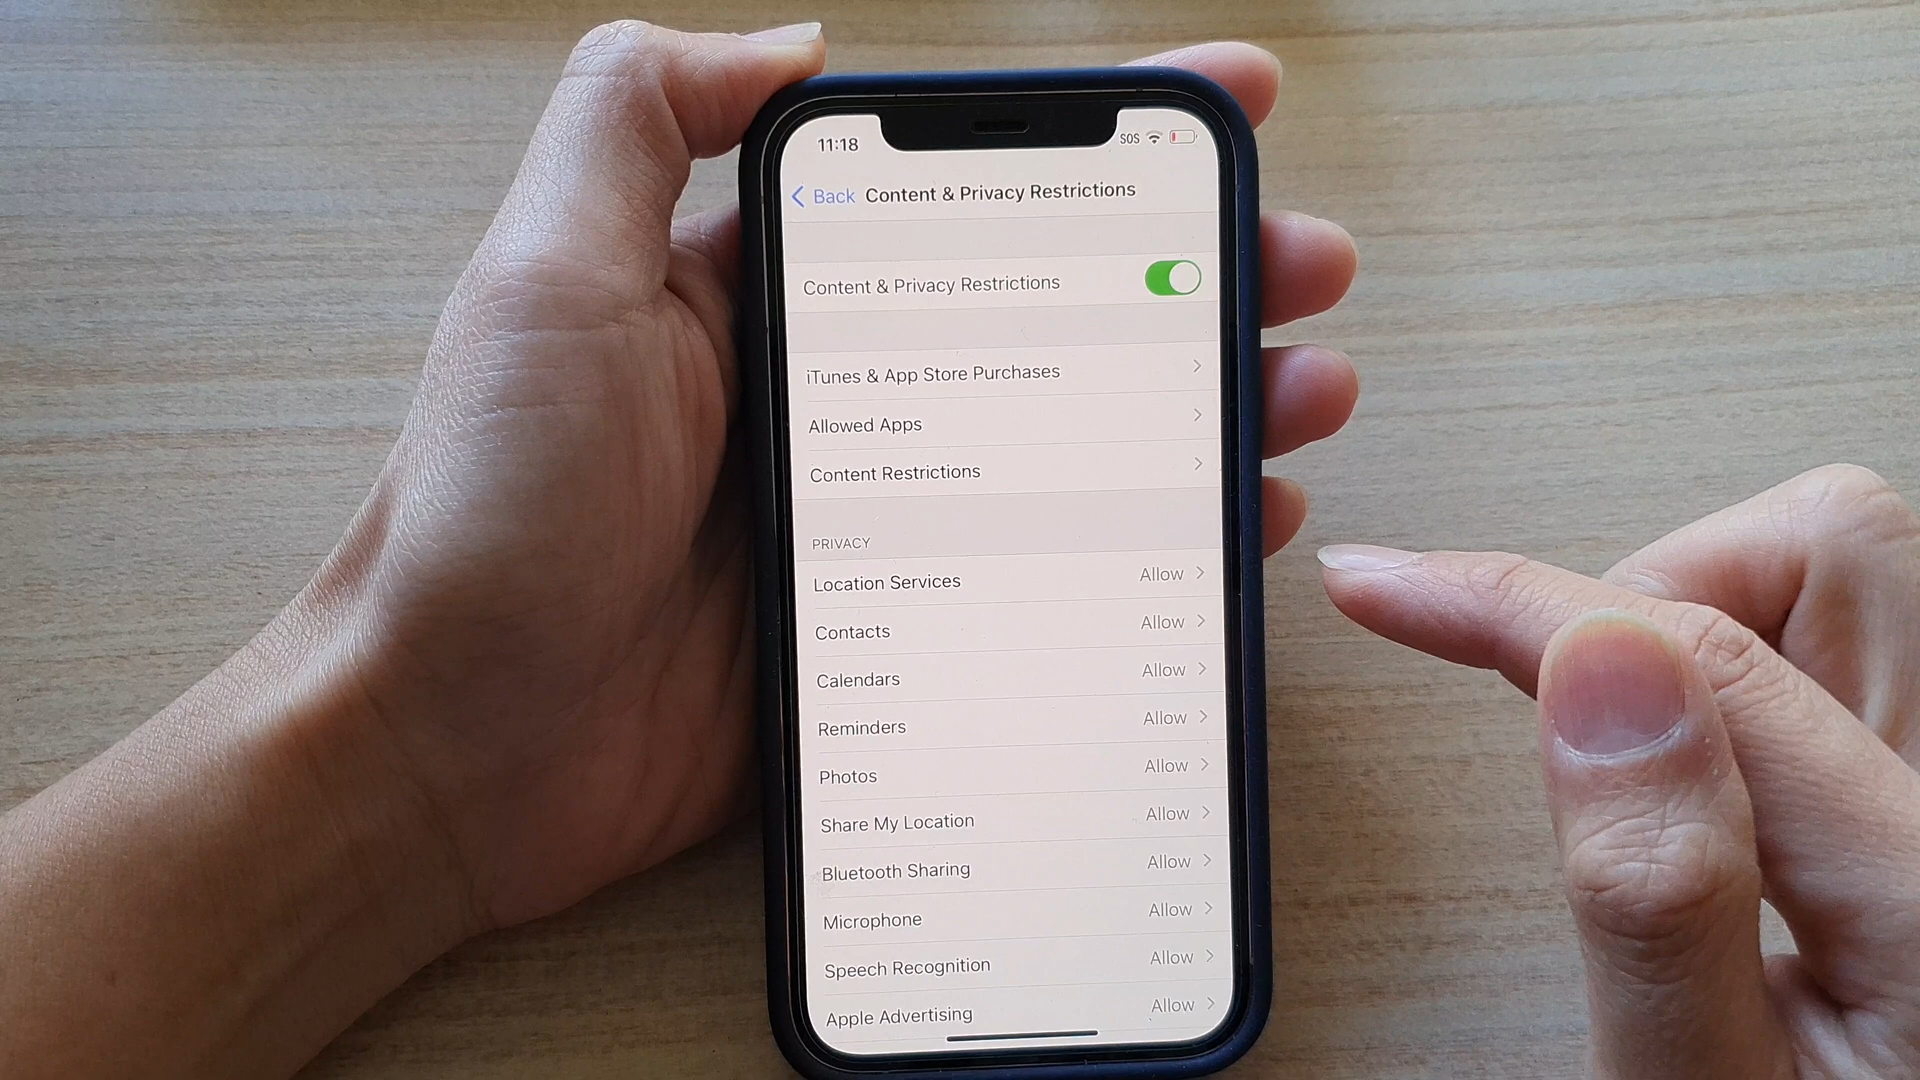 11:18
SOS
Back Content & Privacy Restrictions
Content & Privacy Restrictions
iTunes & App Store Purchases
Allowed Apps
Content Restrictions
PRIVACY
Location Services Allow
Contacts Allow
Calendars Allow
Reminders Allow
Photos Allow
Share My Location Allow
Bluetooth Sharing Allow
Microphone Allow
Speech Recognition Allow
Apple Advertising Allow